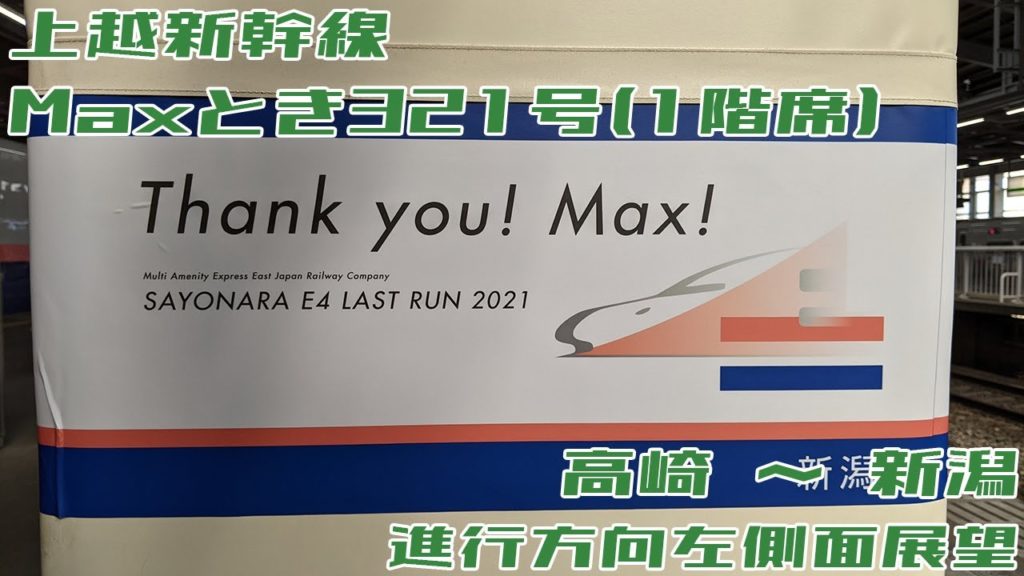 上越新幹線
Maxとき321号(1階席)
Thank you! Max!
Multi Amenity Express East Japan Railway Company
SAYONARA E4 LAST RUN 2021
新潟
高崎 ～ 新潟
進行方向左側面展望